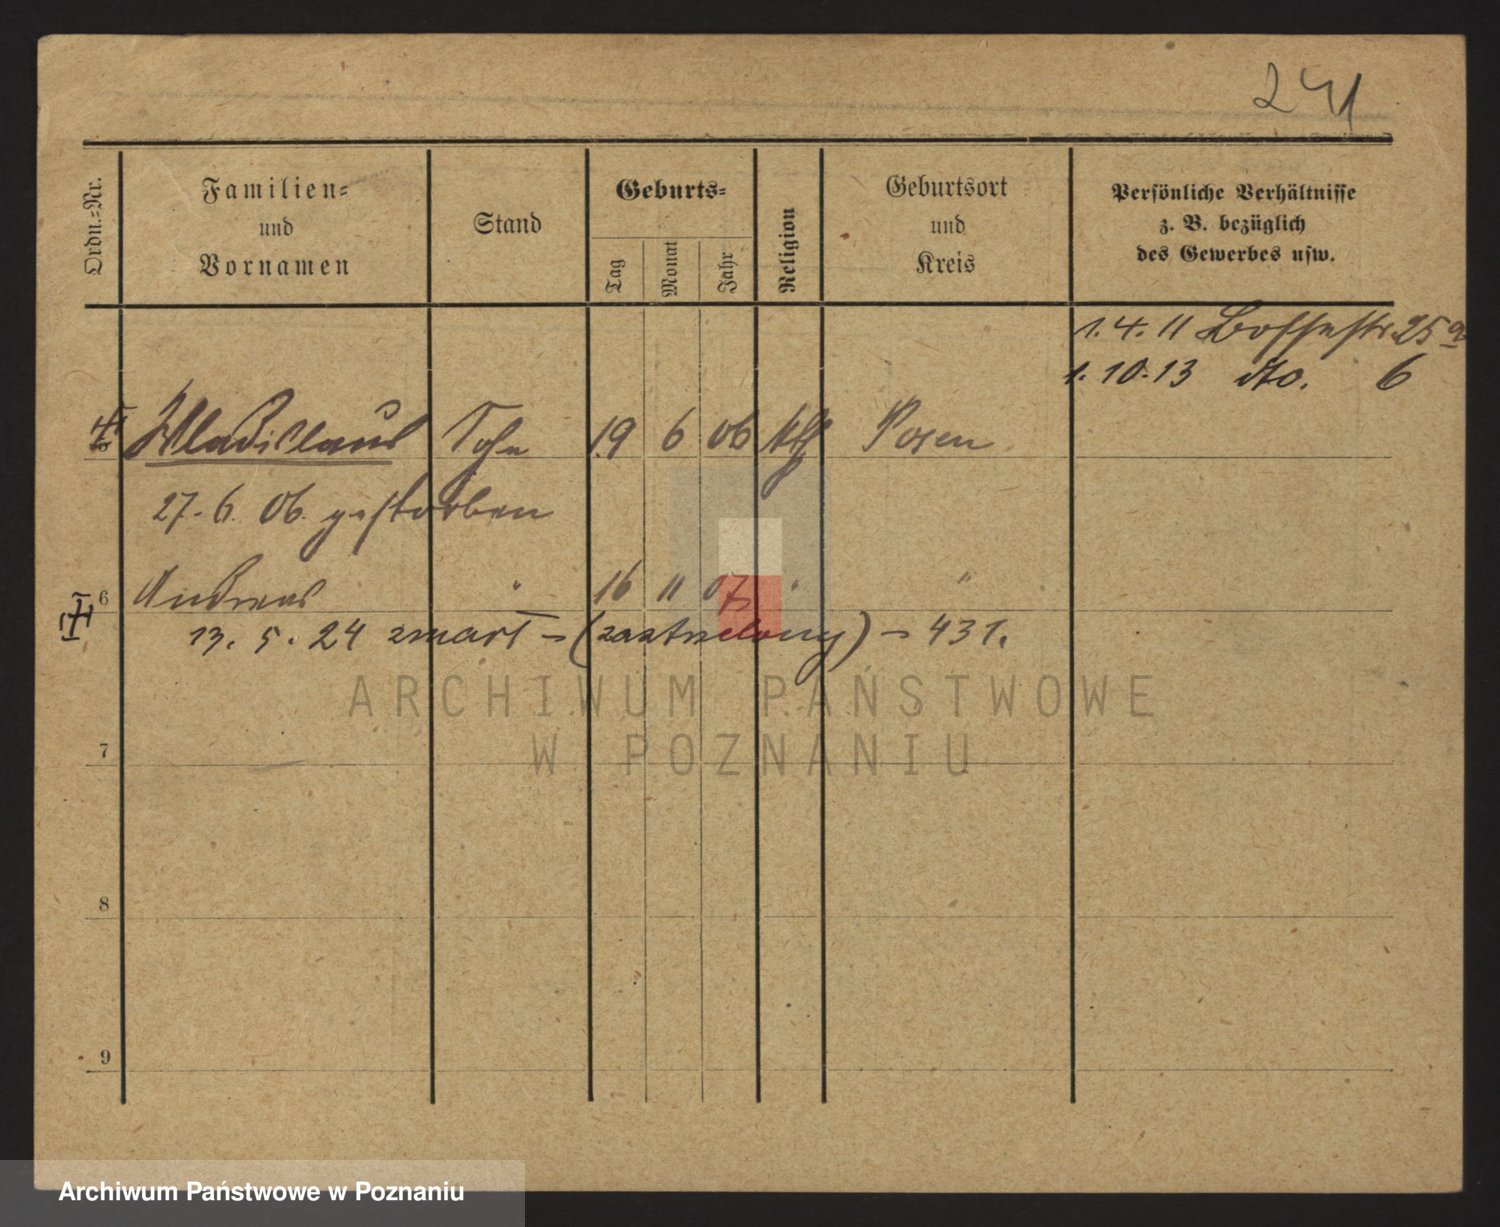 241
Ordn.-Nr.
Familien-
und
Vornamen
Stand
Geburts-
Tag
Monat
Jahr
Religion
Geburtsort
und
Kreis
Persönliche Verhältnisse
z. B. bezüglich
des Gewerbes usw.
1. 4. 11 25 a
1. 10. 13 dto. 6
Wladislaus Sohn 19 6 06 kth Posen
27. 6. 06. gestorben
6 Andreas " 16 11 07 " "
13. 5. 24 zmarł – (zastrzelony) – 431.
7
8
9
ARCHIWUM PAŃSTWOWE
W POZNANIU
Archiwum Państwowe w Poznaniu